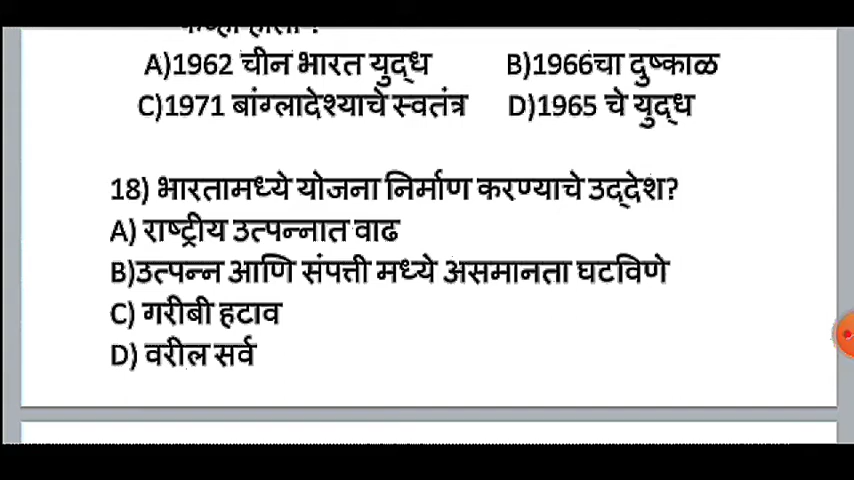 A)1962 चीन भारत युद्ध B)1966चा दुष्काळ
C)1971 बांग्लादेश्याचे स्वतंत्र D)1965 चे युद्ध
18) भारतामध्ये योजना निर्माण करण्याचे उद्देश?
A) राष्ट्रीय उत्पन्नात वाढ
B)उत्पन्न आणि संपत्ती मध्ये असमानता घटविणे
C) गरीबी हटाव
D) वरील सर्व